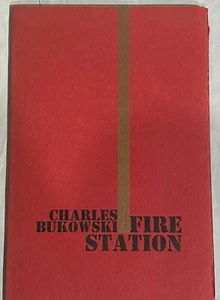 CHARLES
BUKOWSKI FIRE
STATION